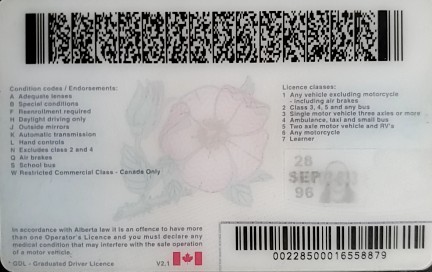 Condition codes / Endorsements:
A Adequate lenses
B Special conditions
F Reenrollment required
H Daylight driving only
J Outside mirrors
K Automatic transmission
L Hand controls
N Excludes class 2 and 4
Q Air brakes
S School bus
W Restricted Commercial Class - Canada Only
Licence classes:
1 Any vehicle excluding motorcycle
- including air brakes
2 Class 3, 4, 5 and any bus
3 Single motor vehicle three axles or more
4 Ambulance, taxi and small bus
5 Two axle motor vehicle and RV's
6 Any motorcycle
7 Learner
28
SEP
96
In accordance with Alberta law it is an offence to have more
than one Operator's Licence and you must declare any
medical condition that may interfere with the safe operation
of a motor vehicle.
* GDL - Graduated Driver Licence
V2.1
00228500016558879